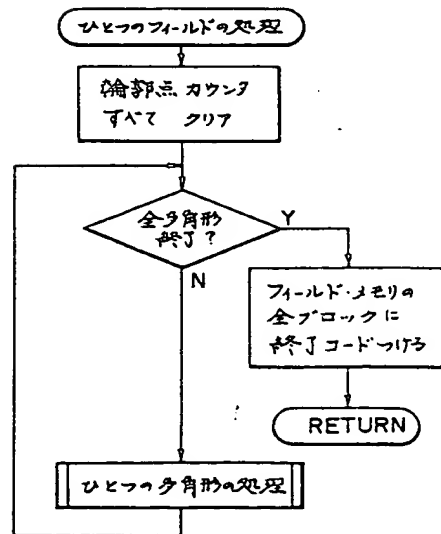 ひとつのフィールドの処理
輪郭点カウンタ
すべて クリア
全多角形
終了?
Y
N
フィールド・メモリの
全ブロックに
終了コードつける
RETURN
ひとつの多角形の処理